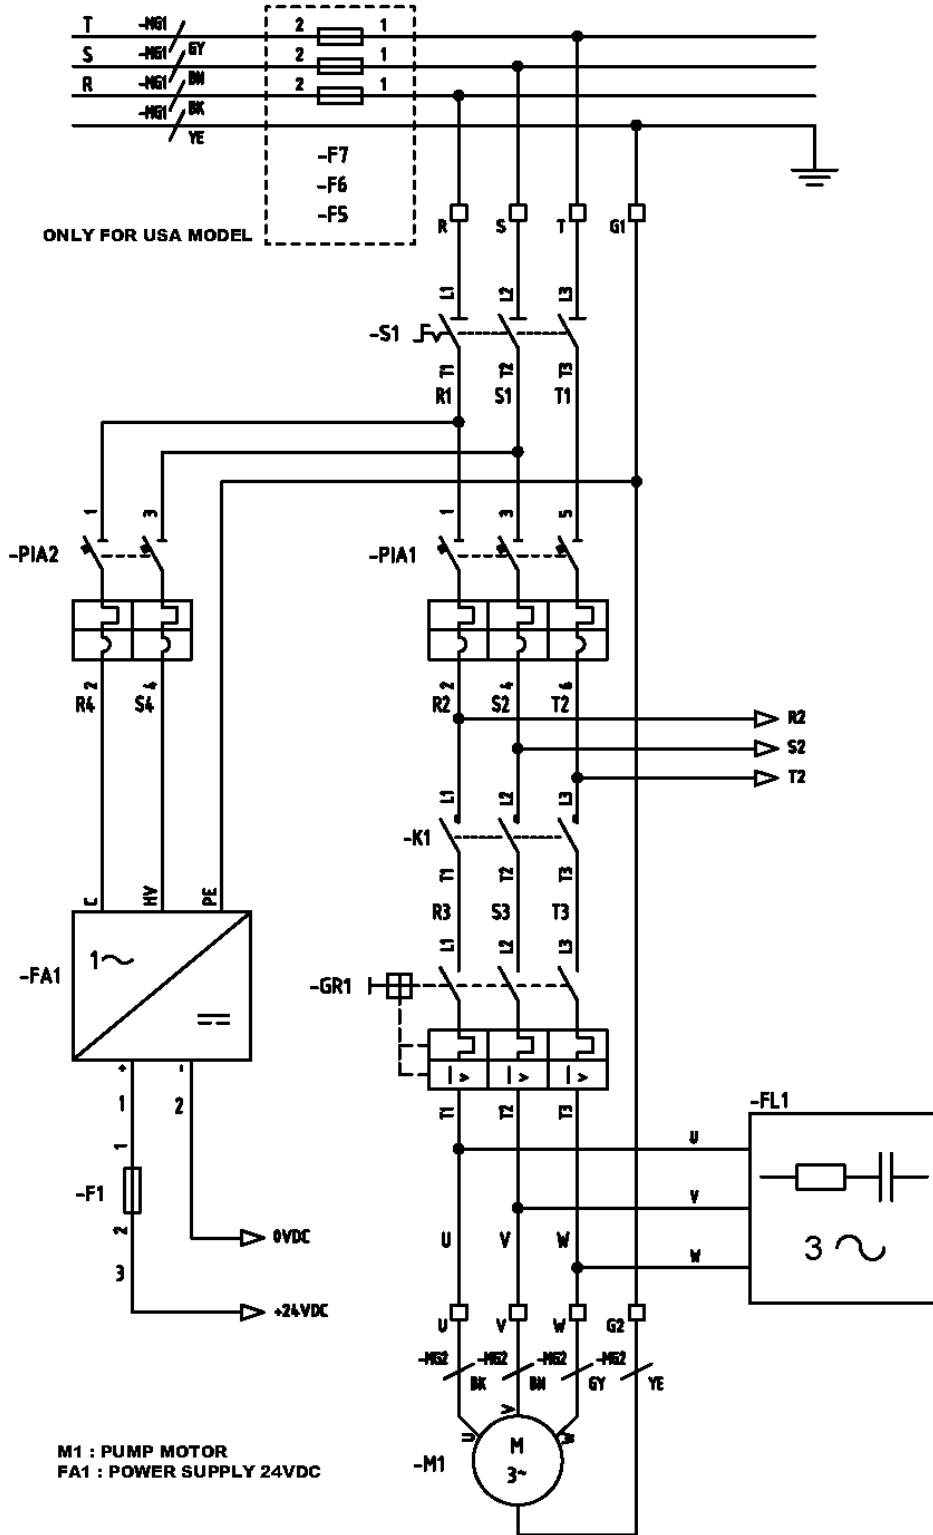 T -MG1 2 1
S -MG1 GY 2 1
R -MG1 BN 2 1
-MG1 BK
YE
-F7
-F6
-F5
ONLY FOR USA MODEL
R S T G1
L1 L2 L3
-S1
T1 T2 T3
R1 S1 T1
1 3 1 3 5
-PIA2 -PIA1
2 4 2 4 6
R4 S4 R2 S2 T2
R2
S2
T2
L1 L2 L3
-K1
T1 T2 T3
C HV PE
R3 S3 T3
L1 L2 L3
-FA1 1 -GR1
I> I> I>
+ -
1 2 T1 T2 T3
-FL1
U
1
-F1
V
2
0VDC
U V W
3
W
3
+24VDC
U V W G2
-MG2 -MG2 -MG2 -MG2
BK BN GY YE
U V W
M1 : PUMP MOTOR
FA1 : POWER SUPPLY 24VDC
-M1
M
3~